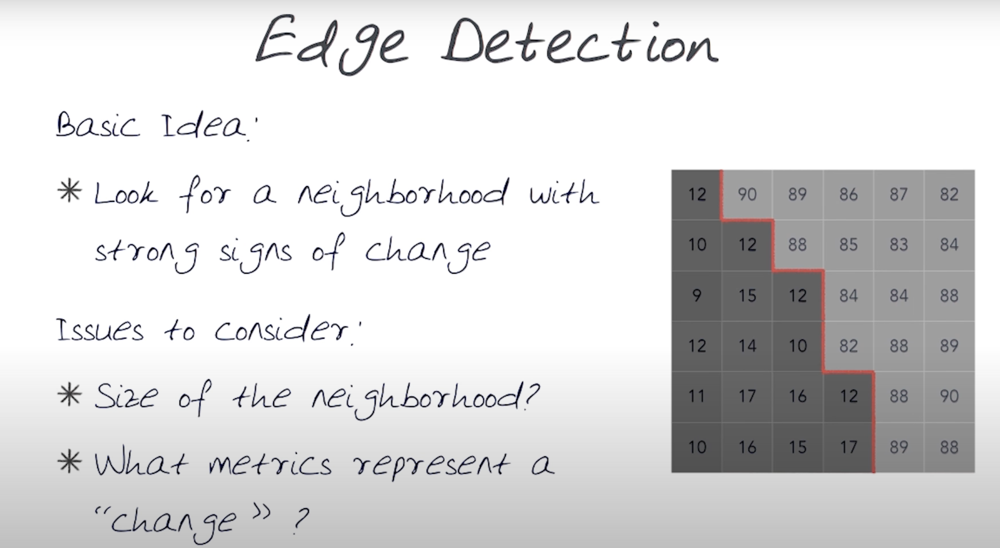 Edge Detection
Basic Idea:
* Look for a neighborhood with
strong signs of change
Issues to consider:
* Size of the neighborhood?
* What metrics represent a
“change” ?
12 90 89 86 87 82
10 12 88 85 83 84
9 15 12 84 84 88
12 14 10 82 88 89
11 17 16 12 88 90
10 16 15 17 89 88